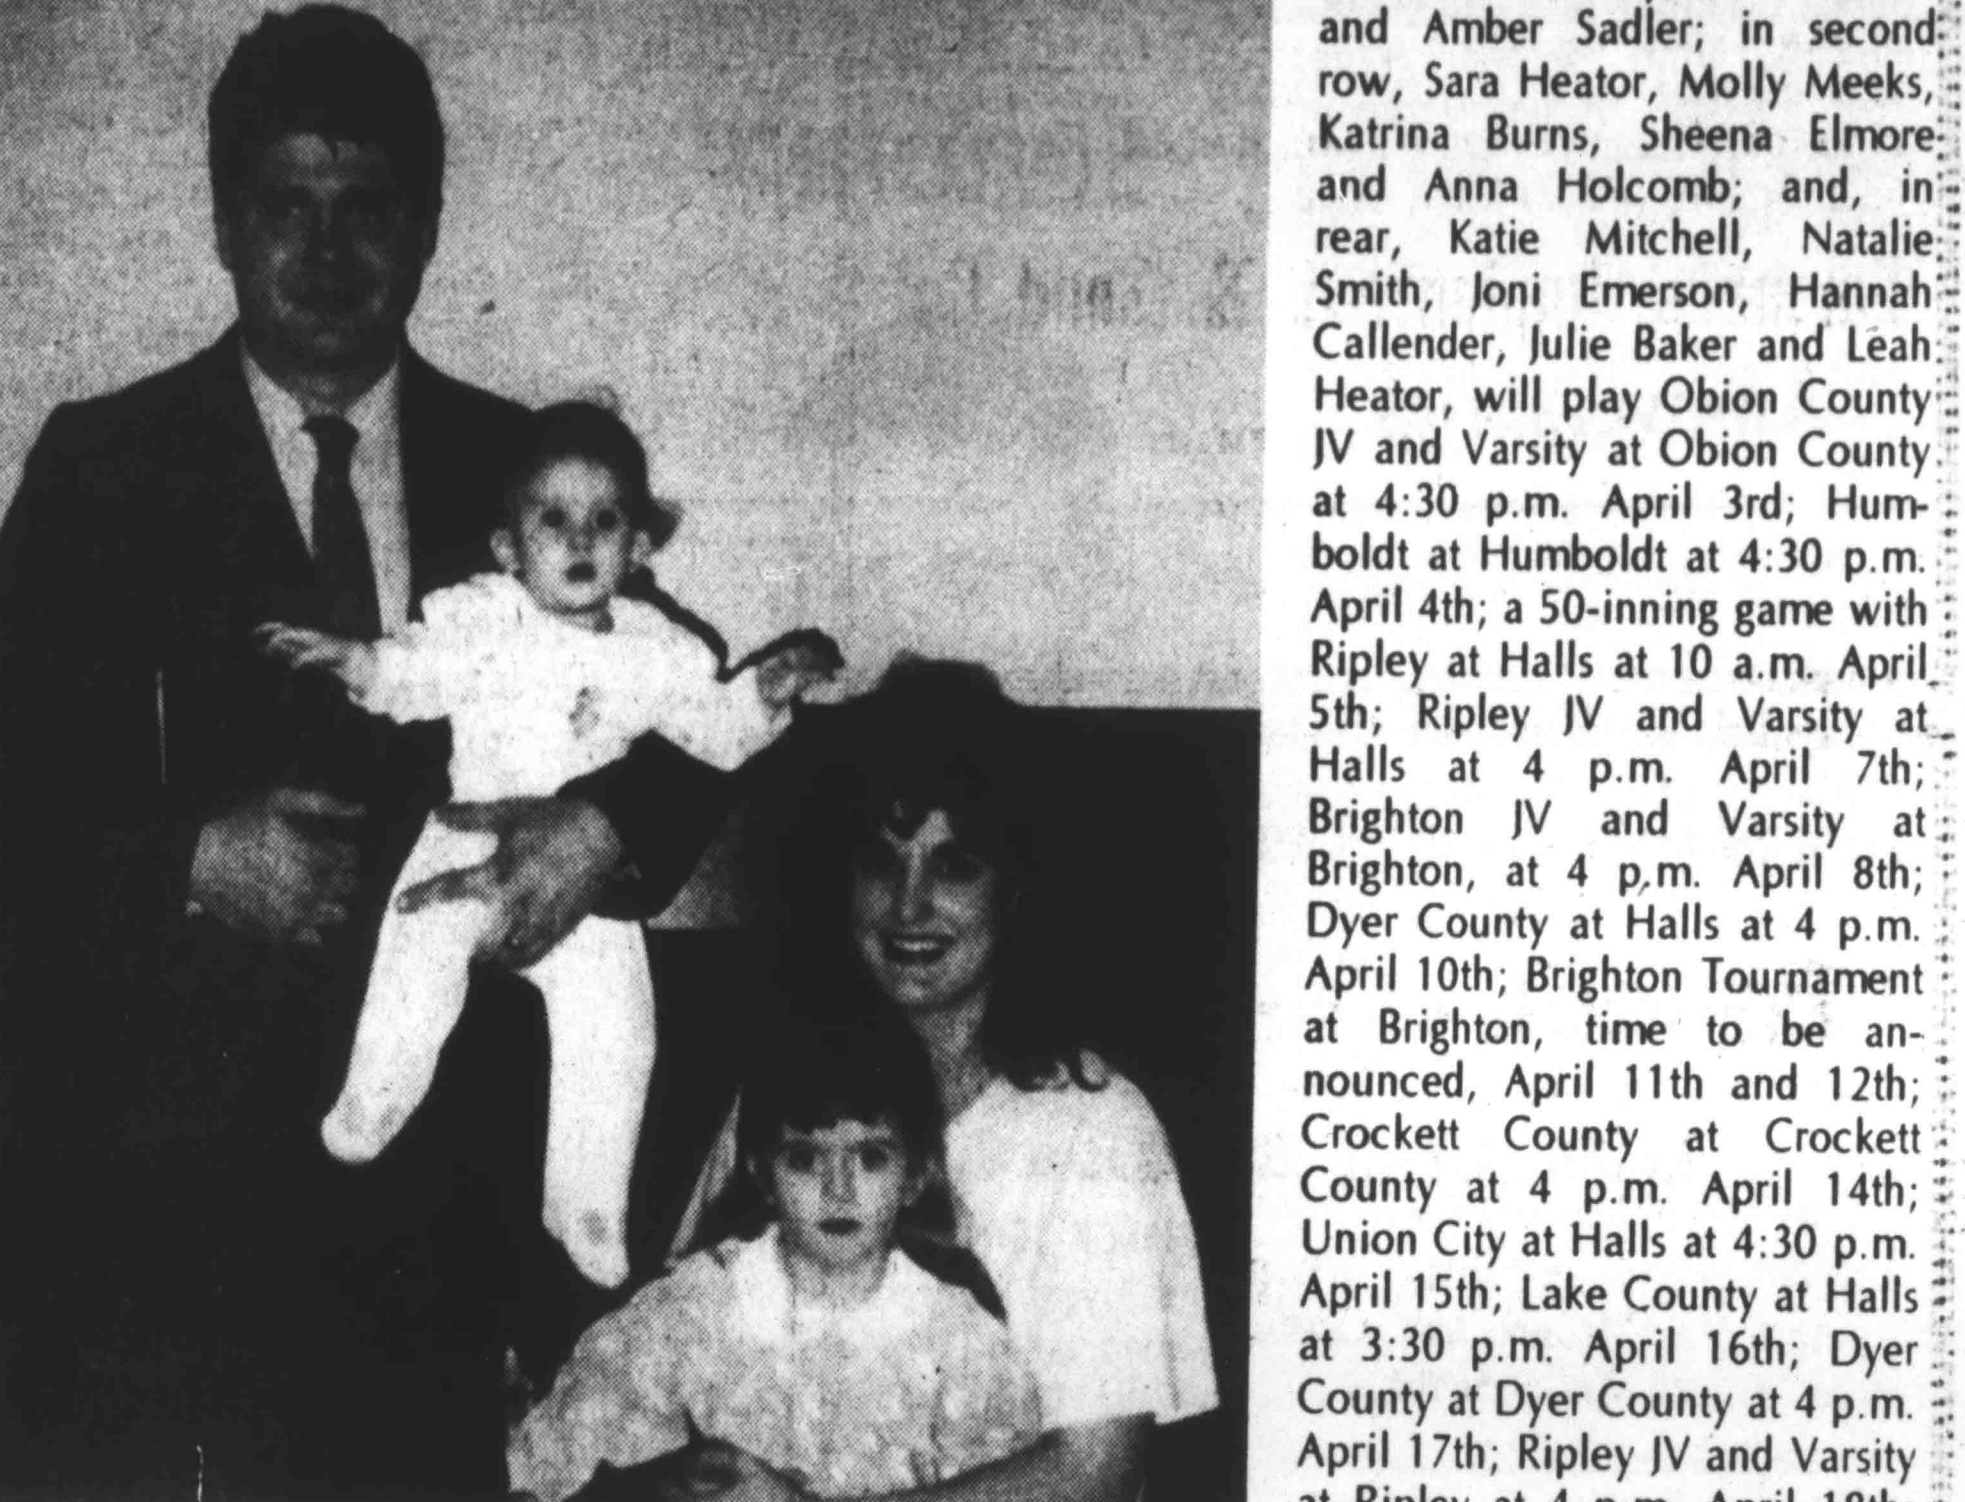 and Amber Sadler; in second
row, Sara Heator, Molly Meeks,
Katrina Burns, Sheena Elmore
and Anna Holcomb; and, in
rear, Katie Mitchell, Natalie
Smith, Joni Emerson, Hannah
Callender, Julie Baker and Leah
Heator, will play Obion County
JV and Varsity at Obion County
at 4:30 p.m. April 3rd; Hum-
boldt at Humboldt at 4:30 p.m.
April 4th; a 50-inning game with
Ripley at Halls at 10 a.m. April
5th; Ripley JV and Varsity at
Halls at 4 p.m. April 7th;
Brighton JV and Varsity at
Brighton, at 4 p.m. April 8th;
Dyer County at Halls at 4 p.m.
April 10th; Brighton Tournament
at Brighton, time to be an-
nounced, April 11th and 12th;
Crockett County at Crockett
County at 4 p.m. April 14th;
Union City at Halls at 4:30 p.m.
April 15th; Lake County at Halls
at 3:30 p.m. April 16th; Dyer
County at Dyer County at 4 p.m.
April 17th; Ripley JV and Varsity
at Ripley at 4 p.m. April